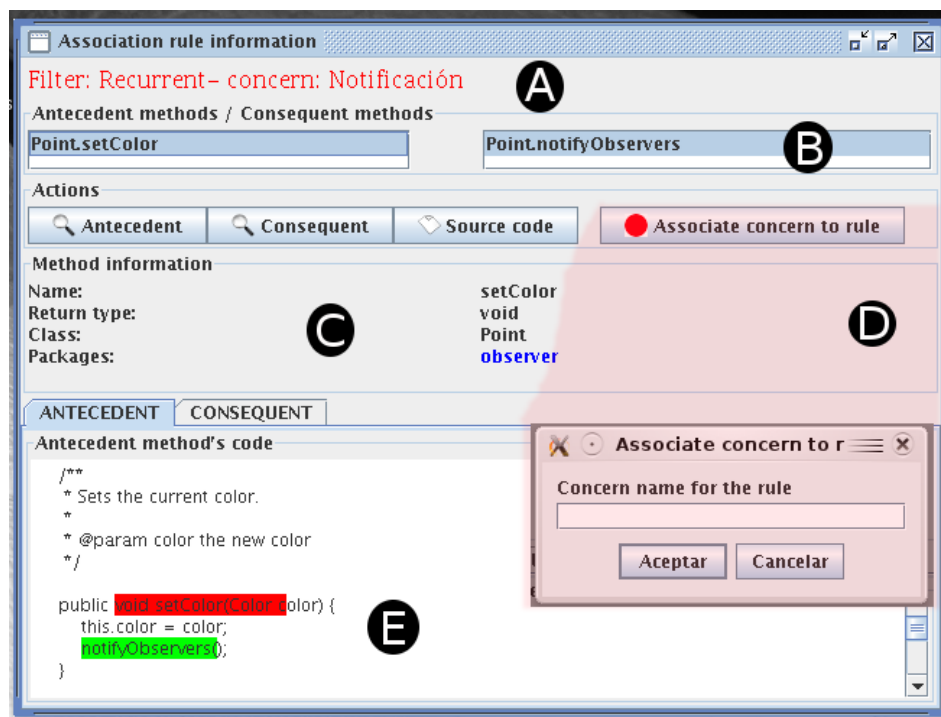 Association rule information
Filter: Recurrent- concern: Notificación
A
Antecedent methods / Consequent methods
Point.setColor Point.notifyObservers
B
Actions
Antecedent Consequent Source code Associate concern to rule
Method information
Name: setColor
Return type: void
Class: Point
Packages: observer
C
D
ANTECEDENT CONSEQUENT
Antecedent method's code
/**
* Sets the current color.
*
* @param color the new color
*/
public void setColor(Color color) {
this.color = color;
notifyObservers();
}
E
Associate concern to r
Concern name for the rule
Aceptar Cancelar